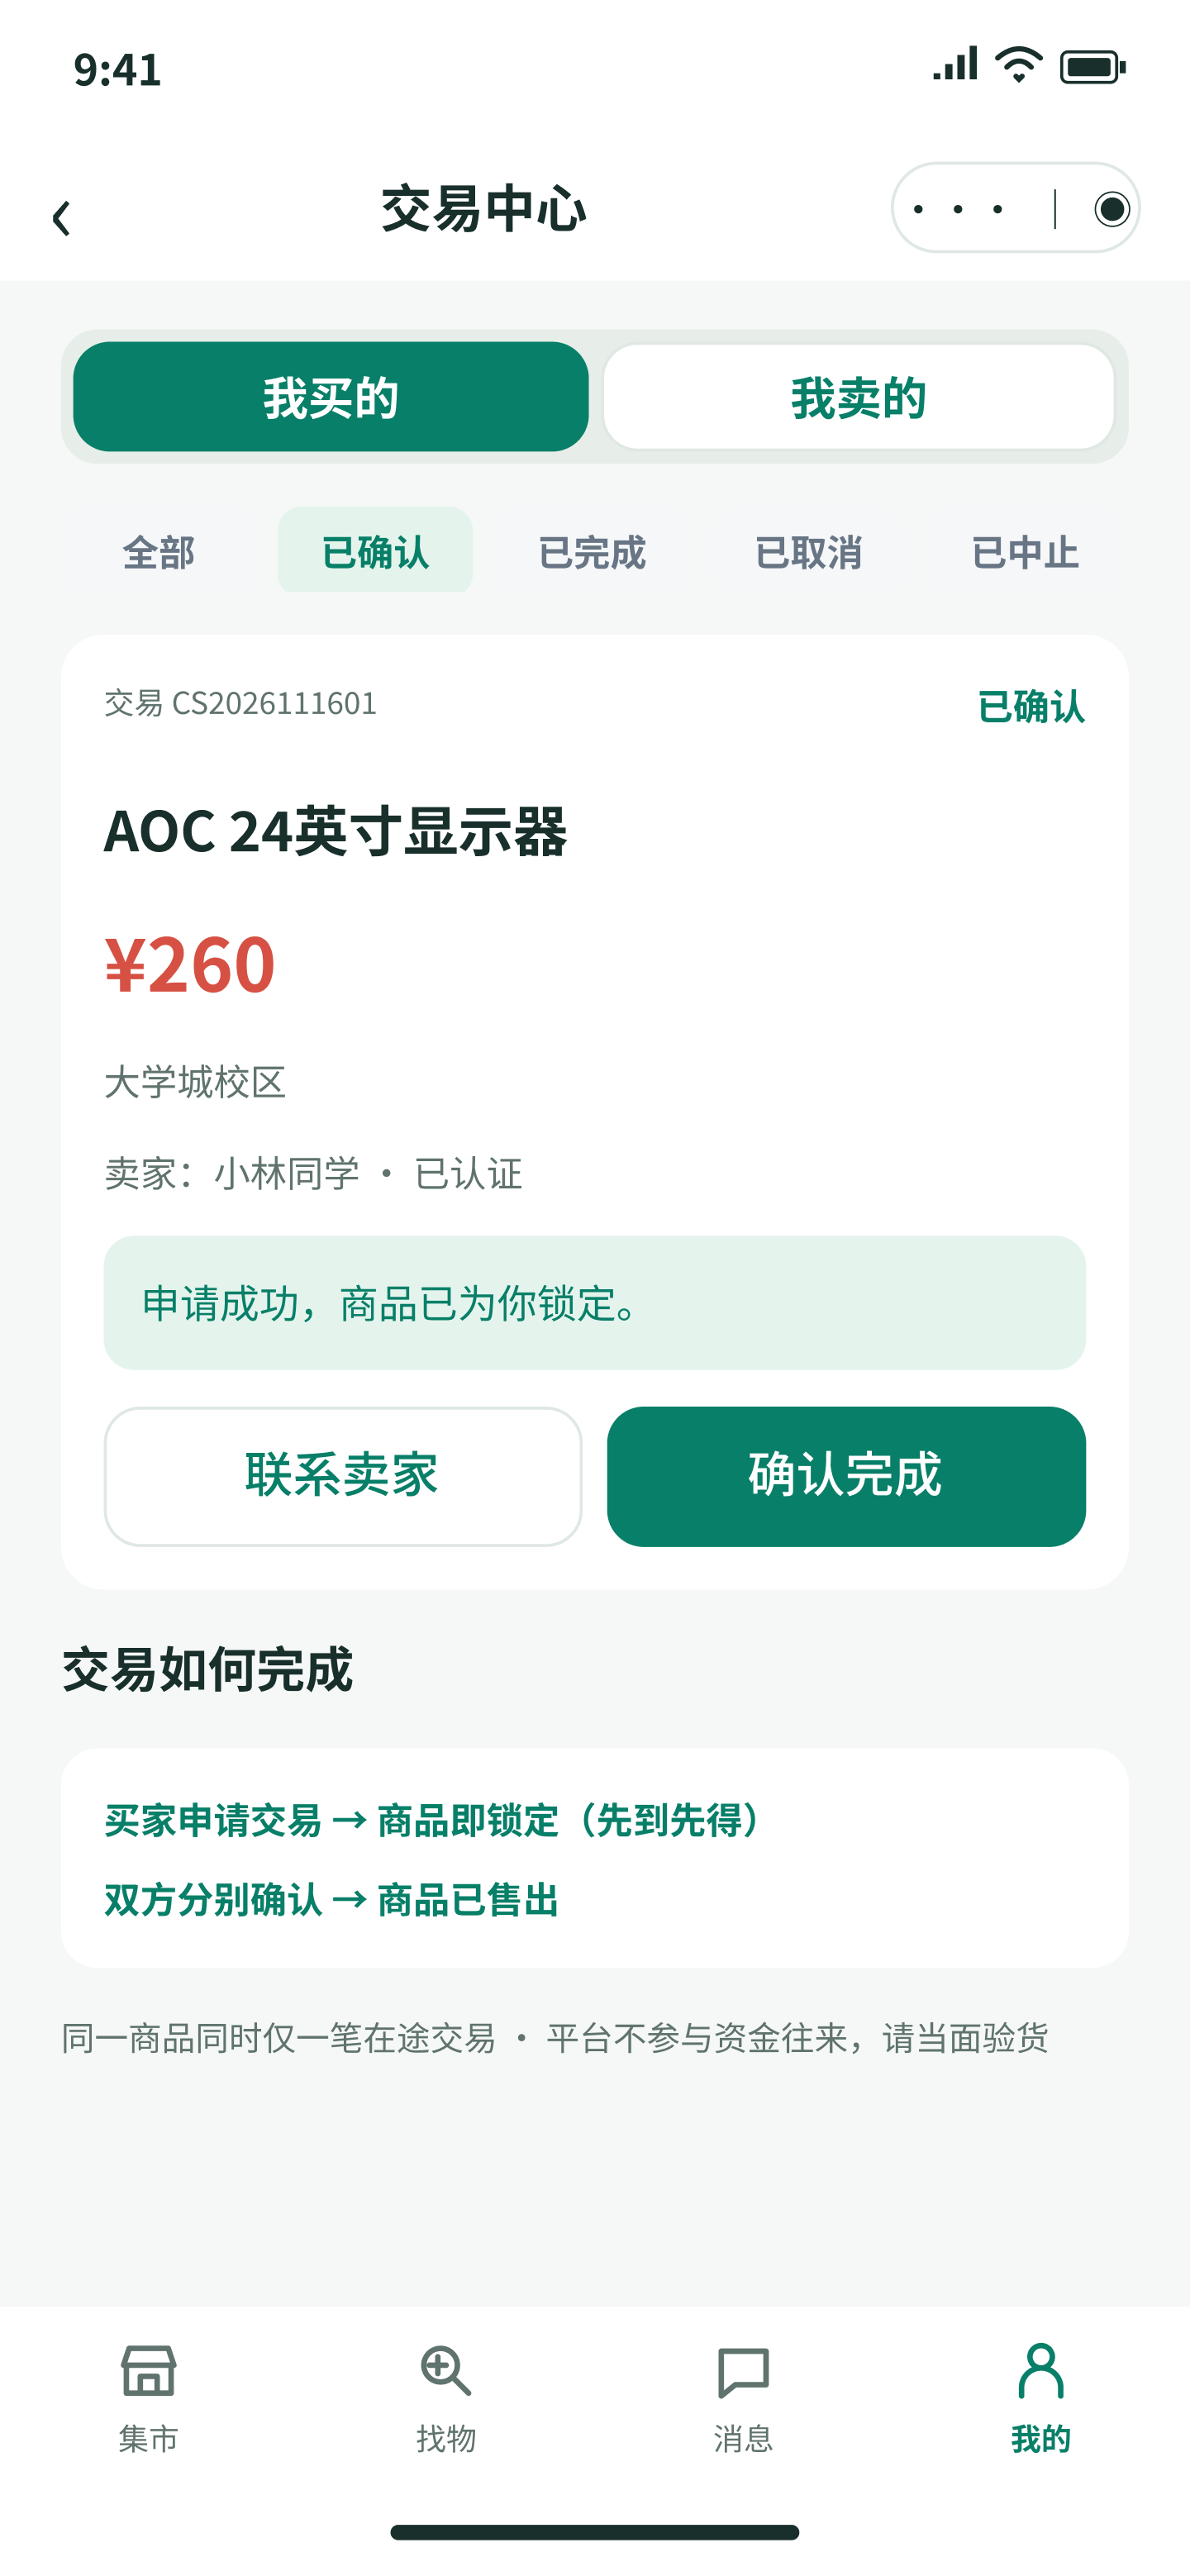 9:41
交易中心
我买的 我卖的
全部 已确认 已完成 已取消 已中止
交易 CS2026111601 已确认
AOC 24英寸显示器
¥260
大学城校区
卖家：小林同学 · 已认证
申请成功，商品已为你锁定。
联系卖家 确认完成
交易如何完成
买家申请交易 → 商品即锁定（先到先得）
双方分别确认 → 商品已售出
同一商品同时仅一笔在途交易 · 平台不参与资金往来，请当面验货
集市 找物 消息 我的